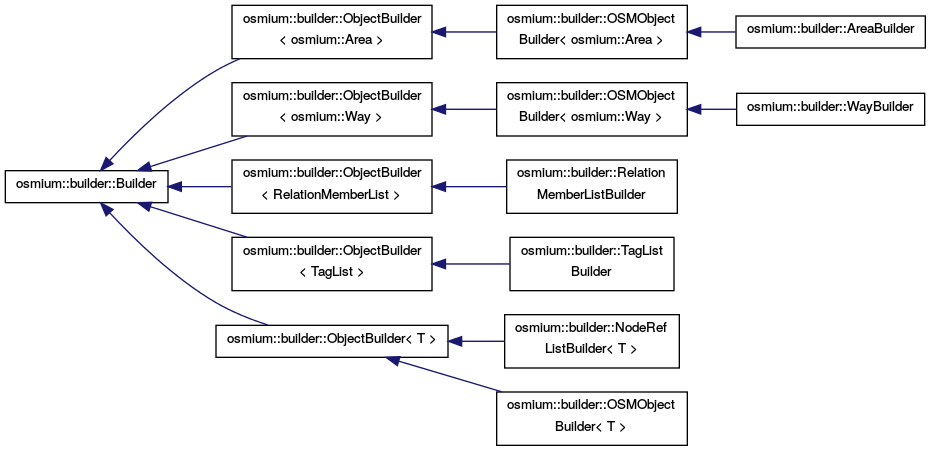 osmium::builder::ObjectBuilder
< osmium::Area >
osmium::builder::OSMObject
Builder< osmium::Area >
osmium::builder::AreaBuilder
osmium::builder::ObjectBuilder
< osmium::Way >
osmium::builder::OSMObject
Builder< osmium::Way >
osmium::builder::WayBuilder
osmium::builder::Builder
osmium::builder::ObjectBuilder
< RelationMemberList >
osmium::builder::Relation
MemberListBuilder
osmium::builder::ObjectBuilder
< TagList >
osmium::builder::TagList
Builder
osmium::builder::ObjectBuilder< T >
osmium::builder::NodeRef
ListBuilder< T >
osmium::builder::OSMObject
Builder< T >